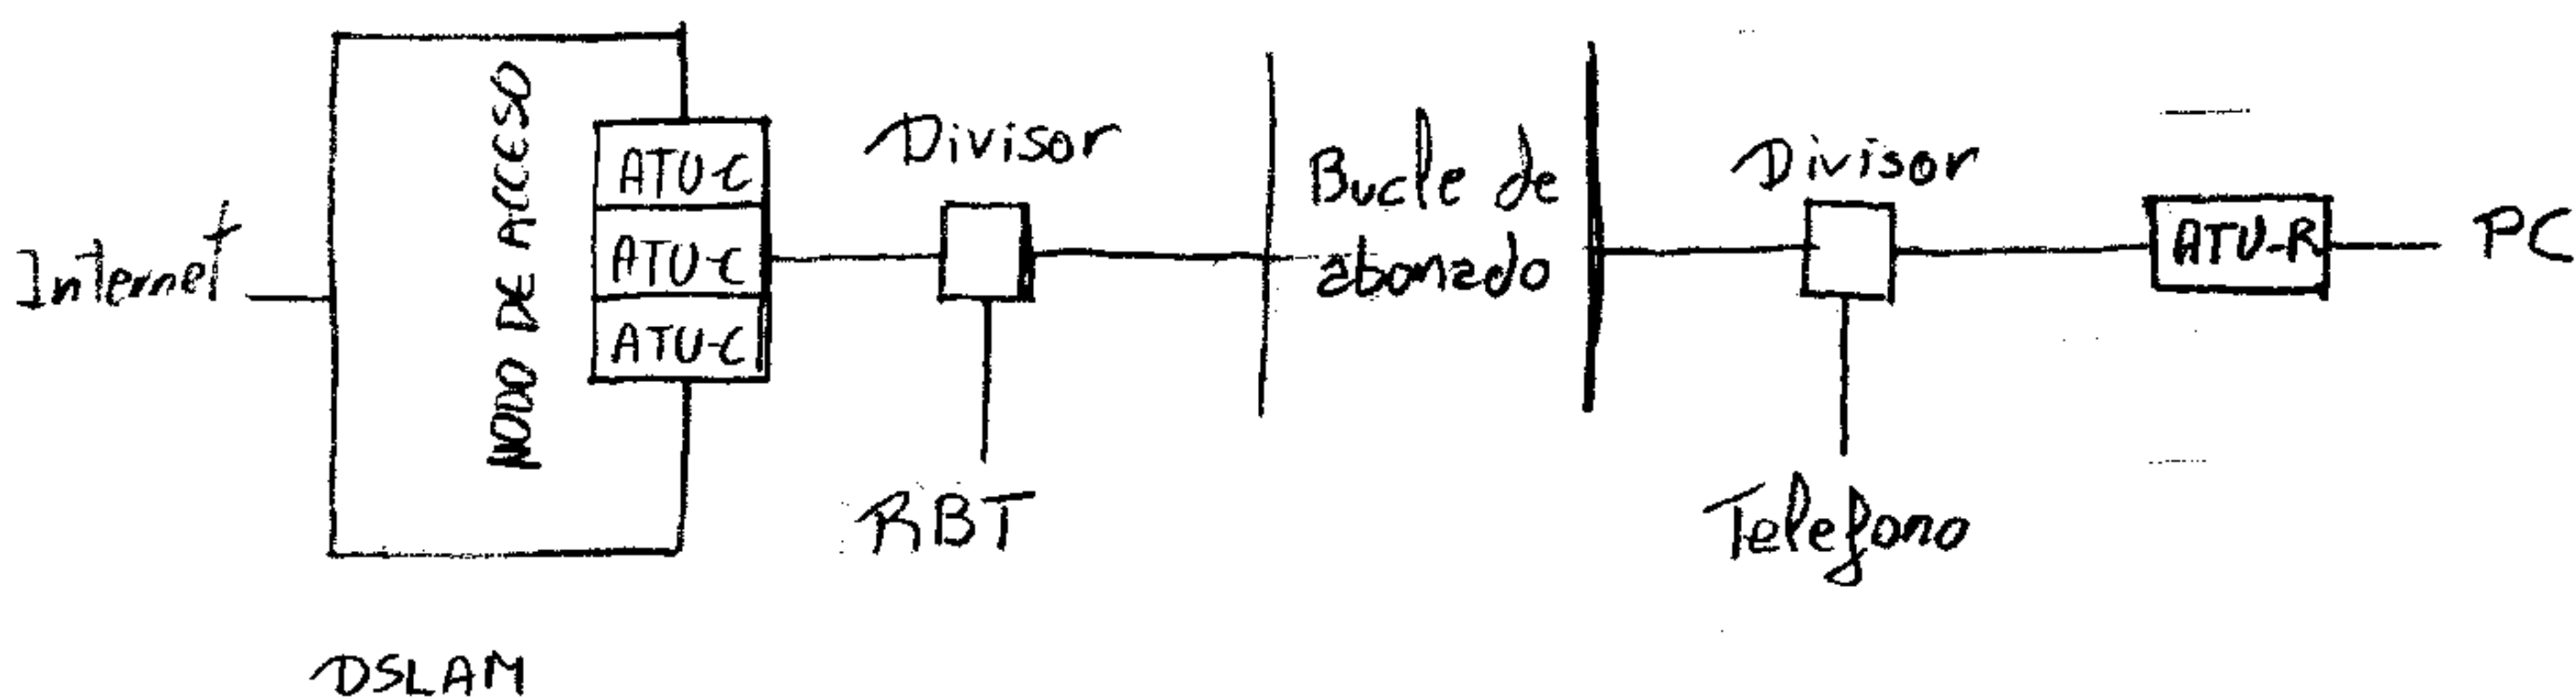 Internet
NODO DE ACCESO
ATU-C
ATU-C
ATU-C
Divisor
RBT
Bucle de
abonado
Divisor
Telefono
ATU-R
PC
DSLAM